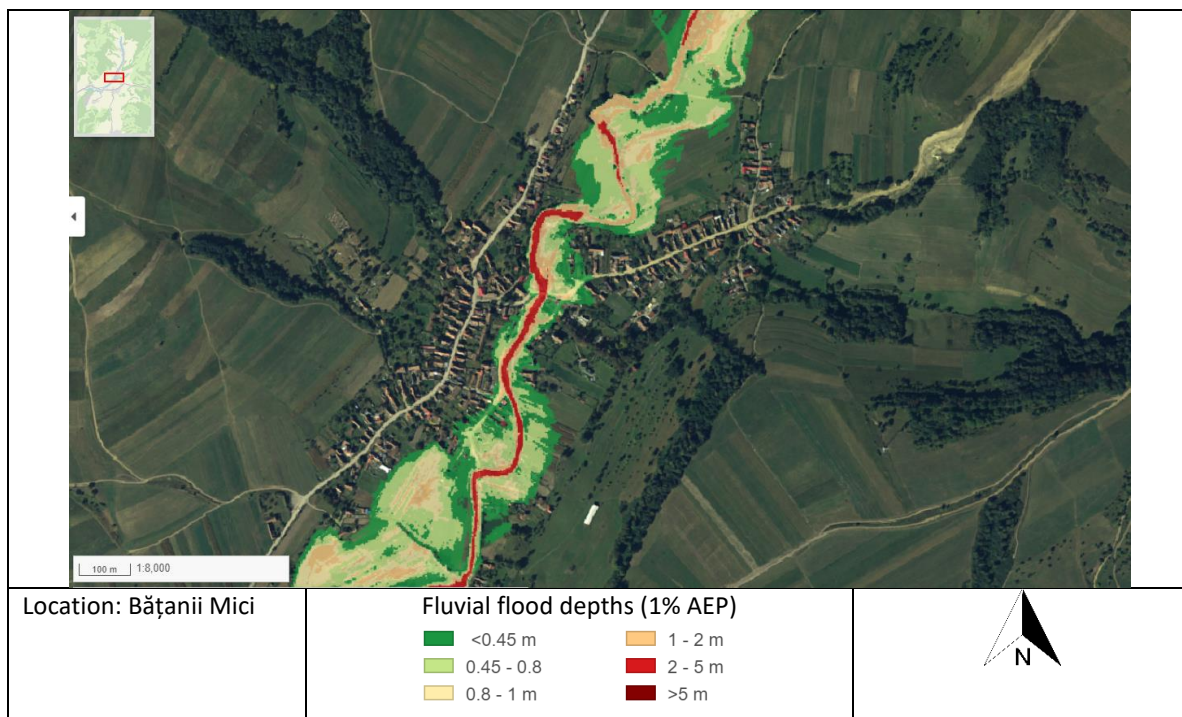 100 m 1:8,000
Location: Bățanii Mici
Fluvial flood depths (1% AEP)
<0.45 m
0.45 - 0.8
0.8 - 1 m
1 - 2 m
2 - 5 m
>5 m
N